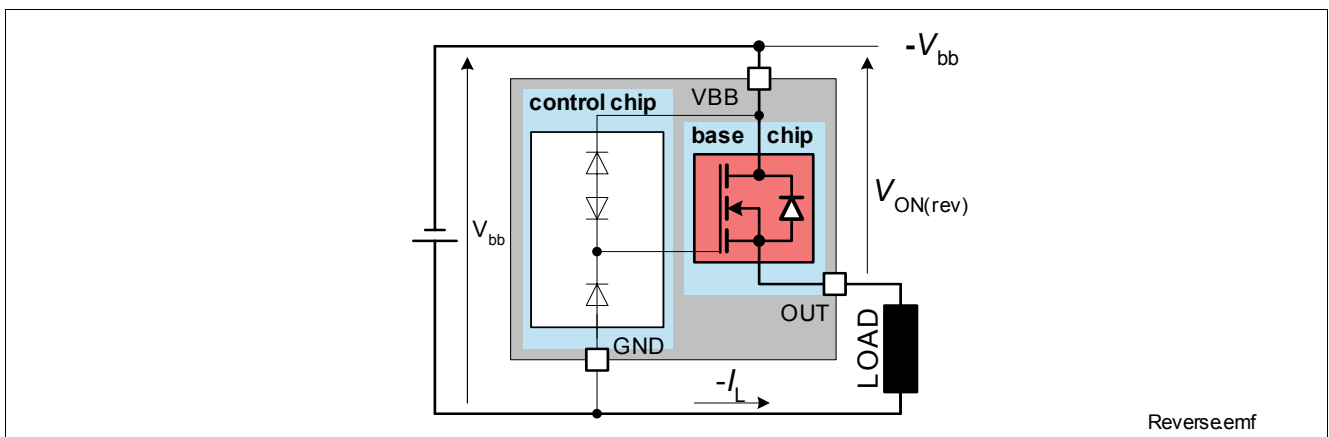 -Vbb
VBB
control chip
base chip
VON(rev)
Vbb
OUT
GND
LOAD
-IL
Reverse.emf